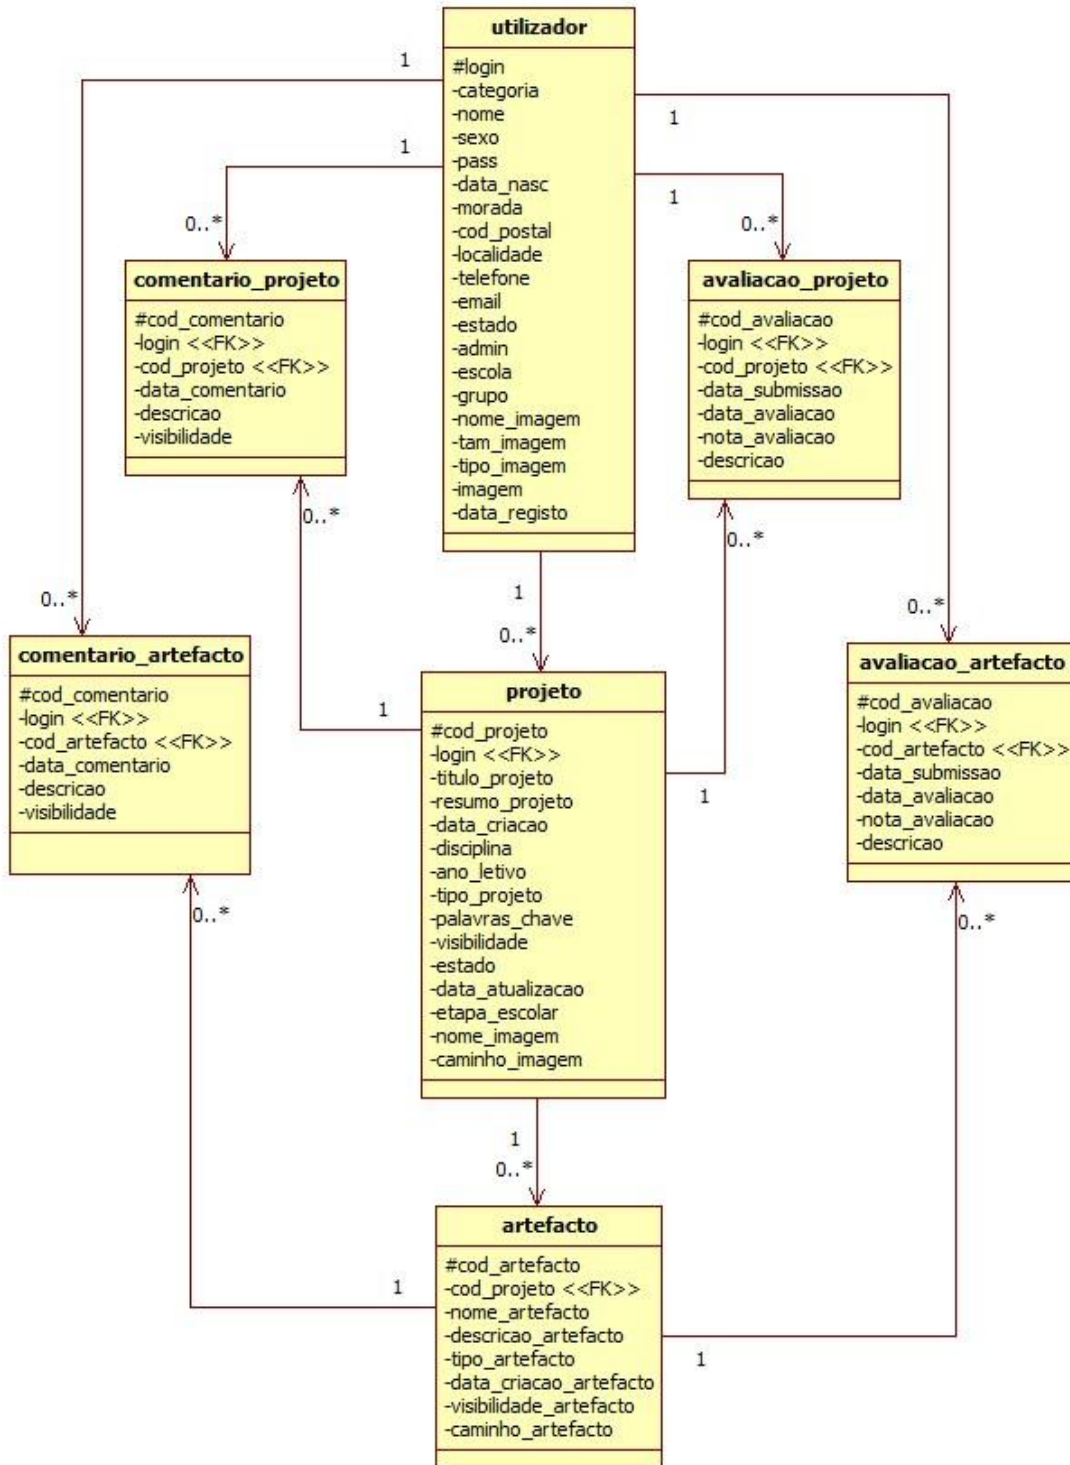 utilizador
#login
-categoria
-nome
-sexo
-pass
-data_nasc
-morada
-cod_postal
-localidade
-telefone
-email
-estado
-admin
-escola
-grupo
-nome_imagem
-tam_imagem
-tipo_imagem
-imagem
-data_registo
1
1
1
1
0..*
0..*
comentario_projeto
#cod_comentario
-login <<FK>>
-cod_projeto <<FK>>
-data_comentario
-descricao
-visibilidade
avaliacao_projeto
#cod_avaliacao
-login <<FK>>
-cod_projeto <<FK>>
-data_submissao
-data_avaliacao
-nota_avaliacao
-descricao
0..*
0..*
1
0..*
0..*
0..*
comentario_artefacto
#cod_comentario
-login <<FK>>
-cod_artefacto <<FK>>
-data_comentario
-descricao
-visibilidade
projeto
#cod_projeto
-login <<FK>>
-titulo_projeto
-resumo_projeto
-data_criacao
-disciplina
-ano_letivo
-tipo_projeto
-palavras_chave
-visibilidade
-estado
-data_atualizacao
-etapa_escolar
-nome_imagem
-caminho_imagem
avaliacao_artefacto
#cod_avaliacao
-login <<FK>>
-cod_artefacto <<FK>>
-data_submissao
-data_avaliacao
-nota_avaliacao
-descricao
1
1
0..*
0..*
1
0..*
artefacto
#cod_artefacto
-cod_projeto <<FK>>
-nome_artefacto
-descricao_artefacto
-tipo_artefacto
-data_criacao_artefacto
-visibilidade_artefacto
-caminho_artefacto
1
1